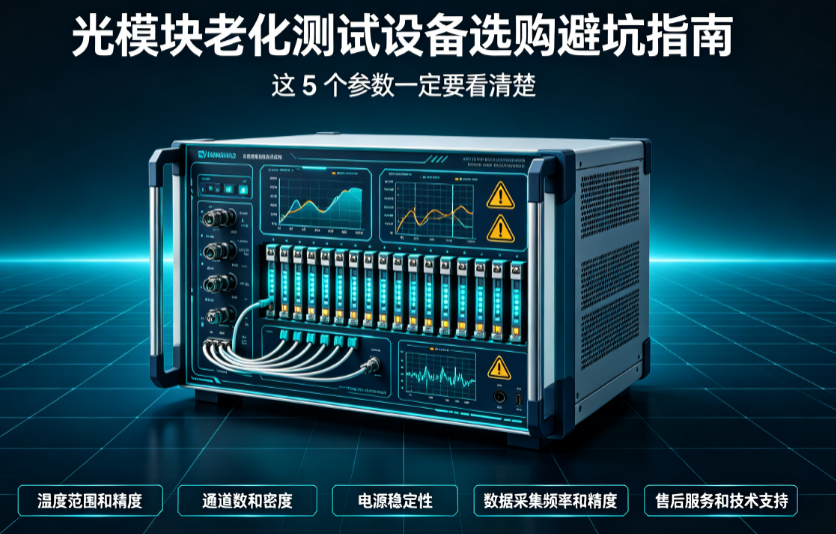 光模块老化测试设备选购避坑指南
这 5 个参数一定要看清楚
温度范围和精度
通道数和密度
电源稳定性
数据采集频率和精度
售后服务和技术支持